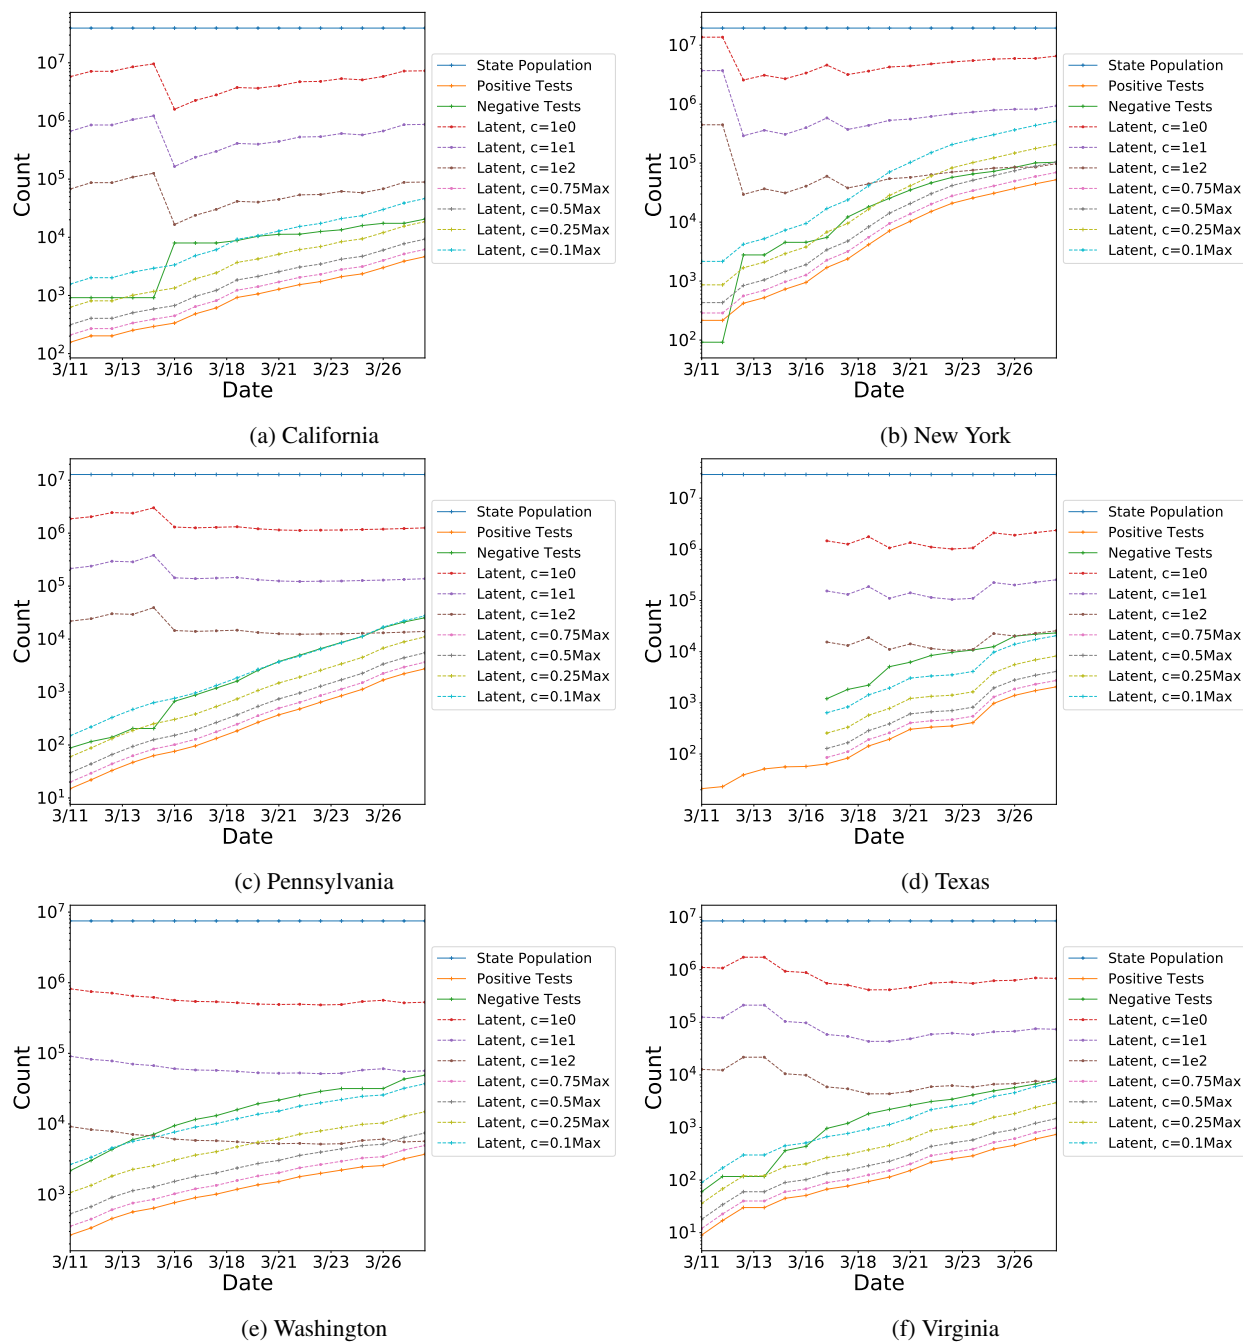 10^7
10^6
10^5
10^4
10^3
10^2
Count
3/11 3/13 3/16 3/18 3/21 3/23 3/26
Date
State Population
Positive Tests
Negative Tests
Latent, c=1e0
Latent, c=1e1
Latent, c=1e2
Latent, c=0.75Max
Latent, c=0.5Max
Latent, c=0.25Max
Latent, c=0.1Max
(a) California
10^7
10^6
10^5
10^4
10^3
10^2
Count
3/11 3/13 3/16 3/18 3/21 3/23 3/26
Date
State Population
Positive Tests
Negative Tests
Latent, c=1e0
Latent, c=1e1
Latent, c=1e2
Latent, c=0.75Max
Latent, c=0.5Max
Latent, c=0.25Max
Latent, c=0.1Max
(b) New York
10^7
10^6
10^5
10^4
10^3
10^2
10^1
Count
3/11 3/13 3/16 3/18 3/21 3/23 3/26
Date
State Population
Positive Tests
Negative Tests
Latent, c=1e0
Latent, c=1e1
Latent, c=1e2
Latent, c=0.75Max
Latent, c=0.5Max
Latent, c=0.25Max
Latent, c=0.1Max
(c) Pennsylvania
10^7
10^6
10^5
10^4
10^3
10^2
Count
3/11 3/13 3/16 3/18 3/21 3/23 3/26
Date
State Population
Positive Tests
Negative Tests
Latent, c=1e0
Latent, c=1e1
Latent, c=1e2
Latent, c=0.75Max
Latent, c=0.5Max
Latent, c=0.25Max
Latent, c=0.1Max
(d) Texas
10^7
10^6
10^5
10^4
10^3
Count
3/11 3/13 3/16 3/18 3/21 3/23 3/26
Date
State Population
Positive Tests
Negative Tests
Latent, c=1e0
Latent, c=1e1
Latent, c=1e2
Latent, c=0.75Max
Latent, c=0.5Max
Latent, c=0.25Max
Latent, c=0.1Max
(e) Washington
10^7
10^6
10^5
10^4
10^3
10^2
10^1
Count
3/11 3/13 3/16 3/18 3/21 3/23 3/26
Date
State Population
Positive Tests
Negative Tests
Latent, c=1e0
Latent, c=1e1
Latent, c=1e2
Latent, c=0.75Max
Latent, c=0.5Max
Latent, c=0.25Max
Latent, c=0.1Max
(f) Virginia